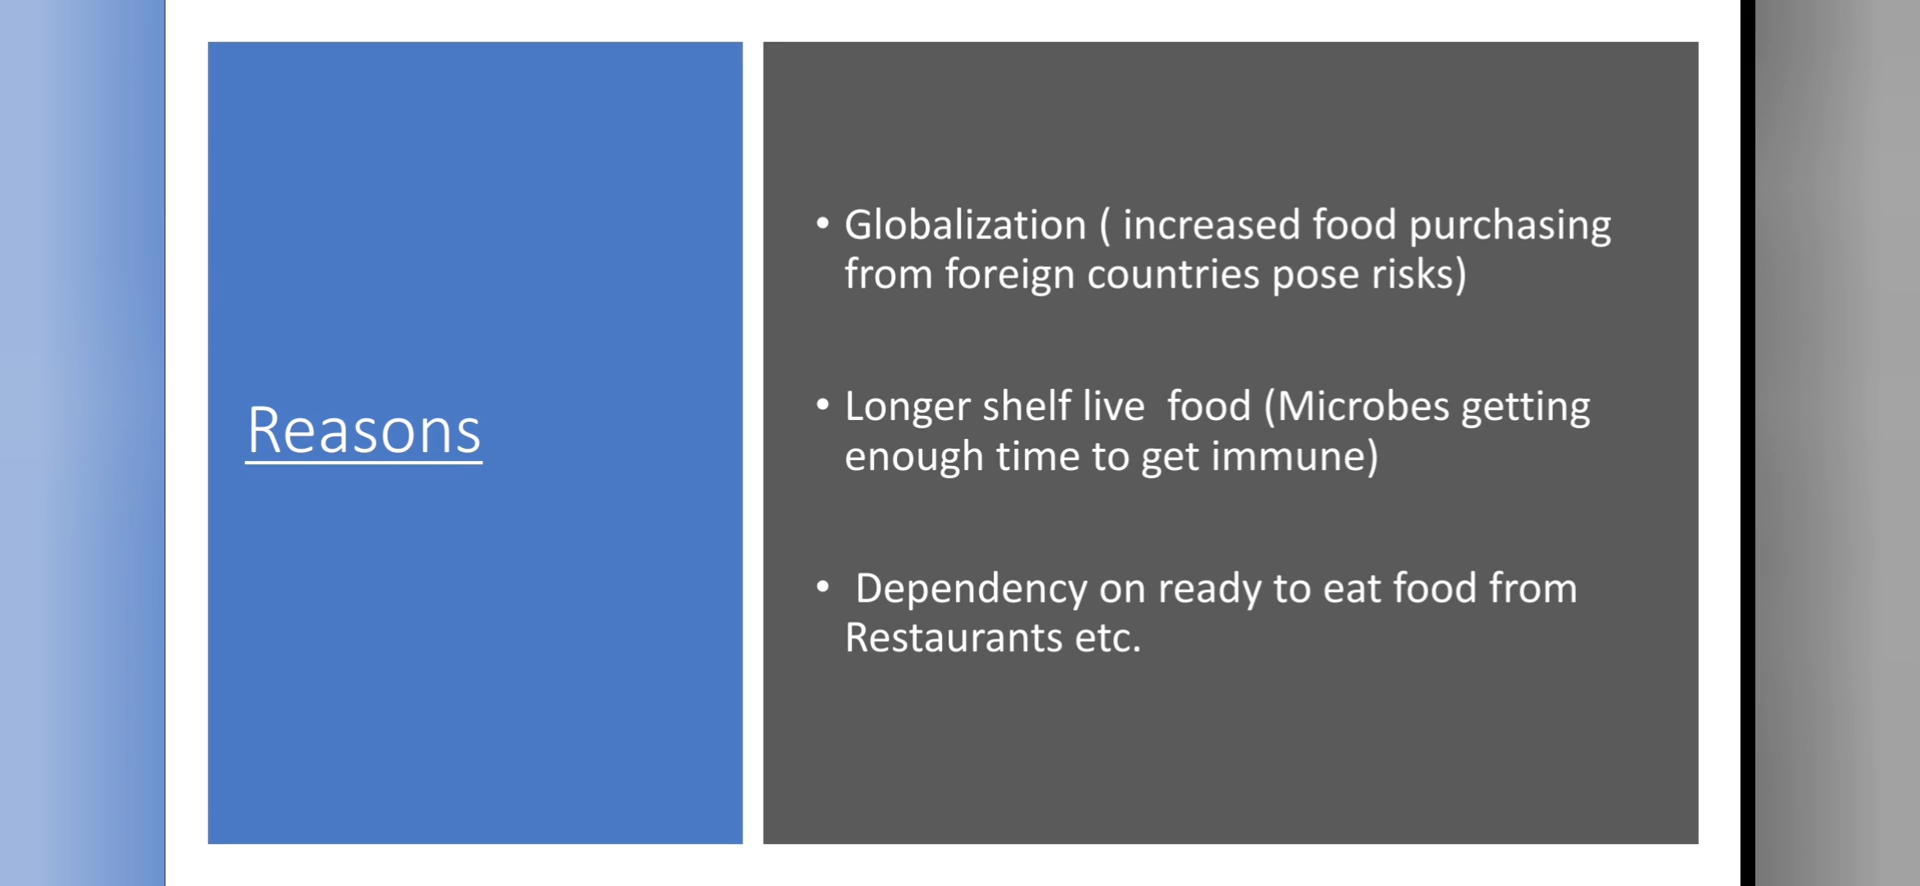 Reasons
• Globalization ( increased food purchasing
from foreign countries pose risks)
• Longer shelf live  food (Microbes getting
enough time to get immune)
•  Dependency on ready to eat food from
Restaurants etc.